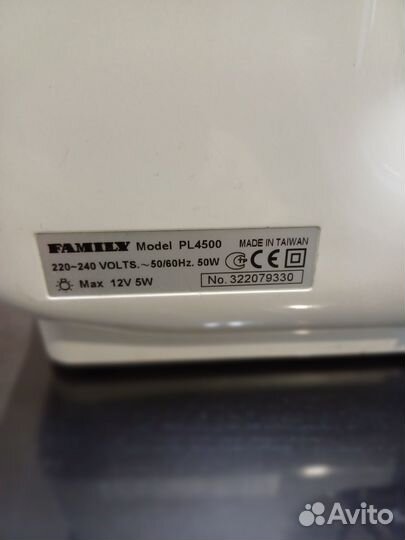 FAMILY Model PL4500 MADE IN TAIWAN
220~240 VOLTS.~50/60Hz. 50W CE
Max 12V 5W No. 322079330
Avito